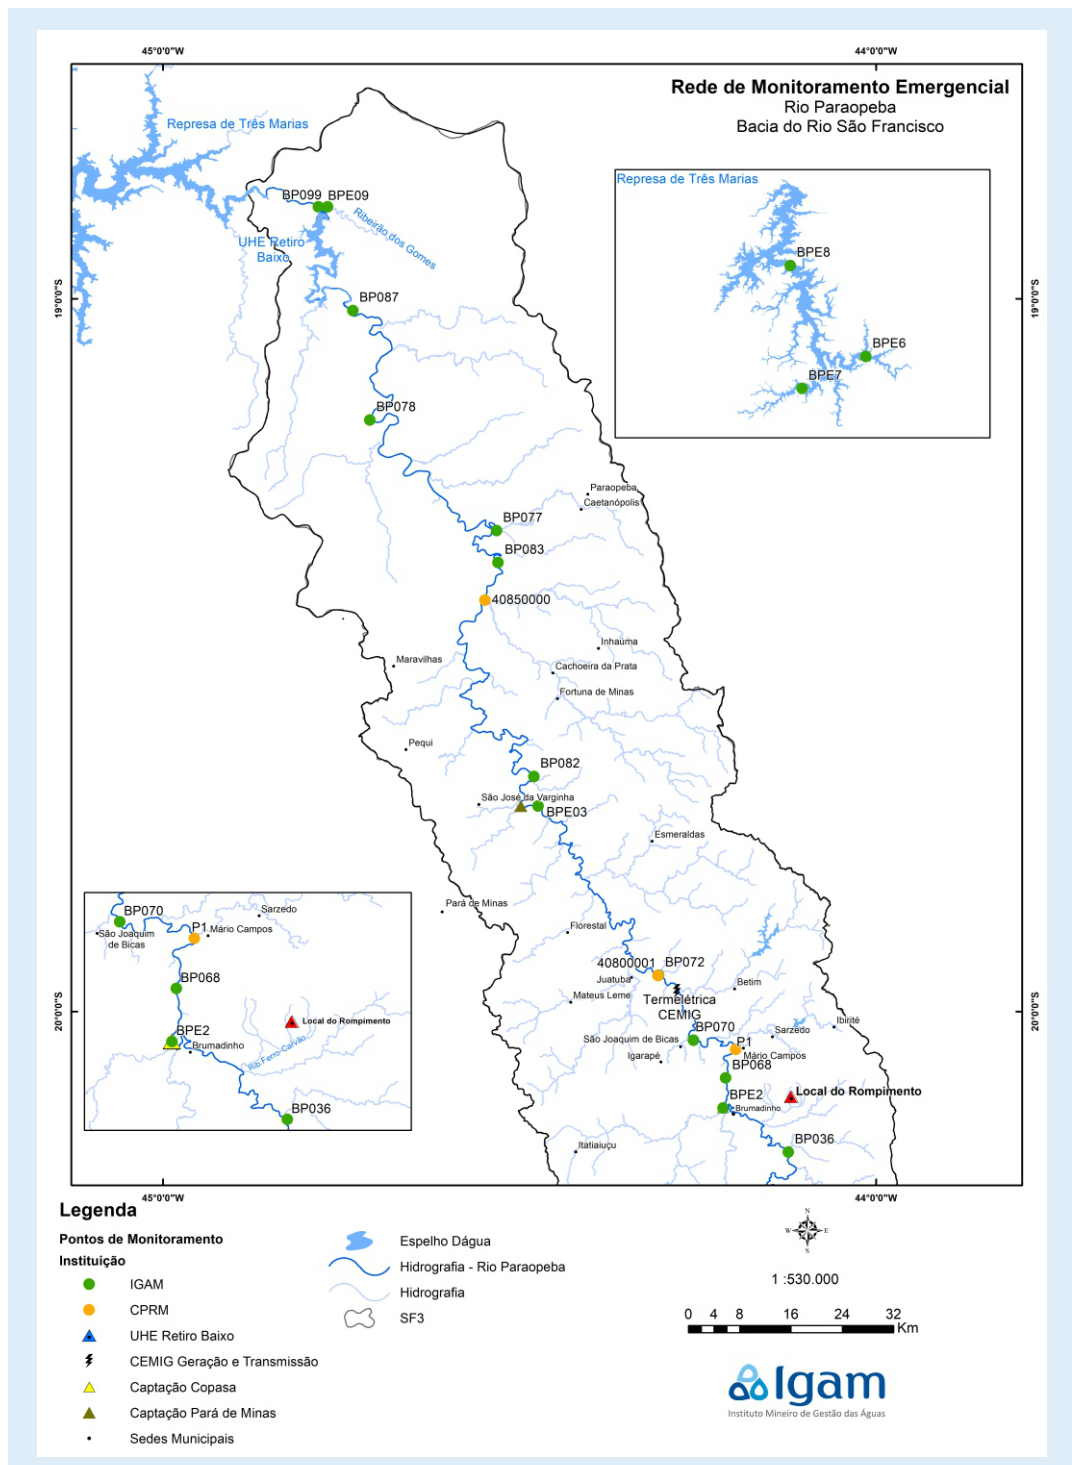 45°0'0"W
44°0'0"W
Rede de Monitoramento Emergencial
Rio Paraopeba
Bacia do Rio São Francisco
Represa de Três Marias
Represa de Três Marias
BP099
BPE09
Ribeirão dos Gomes
UHE Retiro
Baixo
BPE8
19°0'0"S
19°0'0"S
BP087
BPE6
BPE7
BP078
Paraopeba
Caetanópolis
BP077
BP083
40850000
Inhaúma
Maravilhas
Cachoeira da Prata
Fortuna de Minas
Pequi
BP082
São José da Varginha
BPE03
Esmeraldas
Pará de Minas
Florestal
40800001
BP072
Juatuba
Betim
Mateus Leme
Termelétrica
CEMIG
20°0'0"S
20°0'0"S
BP070
Ibirité
Sarzedo
São Joaquim de Bicas
P1
Mário Campos
Igarapé
BP068
Local do Rompimento
BPE2
Brumadinho
BP036
Itatiaiuçu
BP070
Sarzedo
P1
Mário Campos
São Joaquim
de Bicas
BP068
Local do Rompimento
BPE2
Brumadinho
Rib.Ferro-Carvão
BP036
45°0'0"W
44°0'0"W
Legenda
Pontos de Monitoramento
Instituição
IGAM
CPRM
UHE Retiro Baixo
CEMIG Geração e Transmissão
Captação Copasa
Captação Pará de Minas
Sedes Municipais
Espelho Dágua
Hidrografia - Rio Paraopeba
Hidrografia
SF3
N
W
E
S
1 :530.000
0 4 8 16 24 32
Km
Igam
Instituto Mineiro de Gestão das Águas